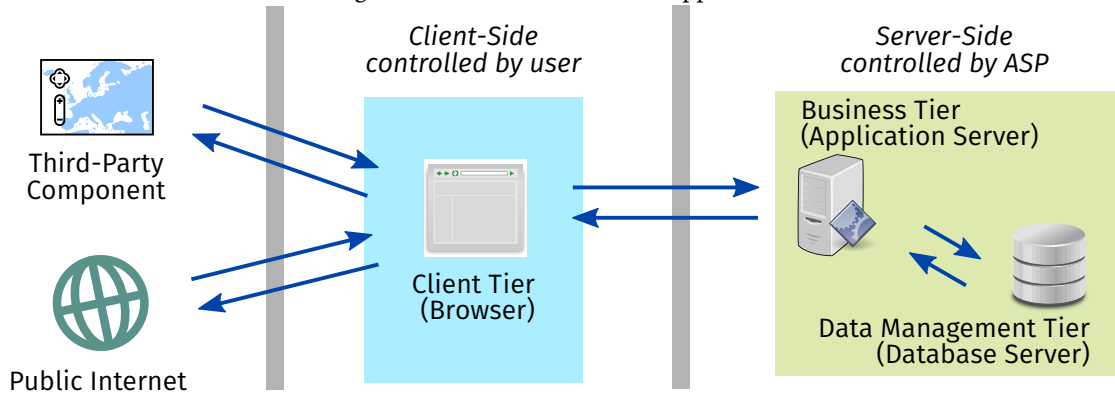 Client-Side
controlled by user
Server-Side
controlled by ASP
Third-Party
Component
Public Internet
Client Tier
(Browser)
Business Tier
(Application Server)
Data Management Tier
(Database Server)